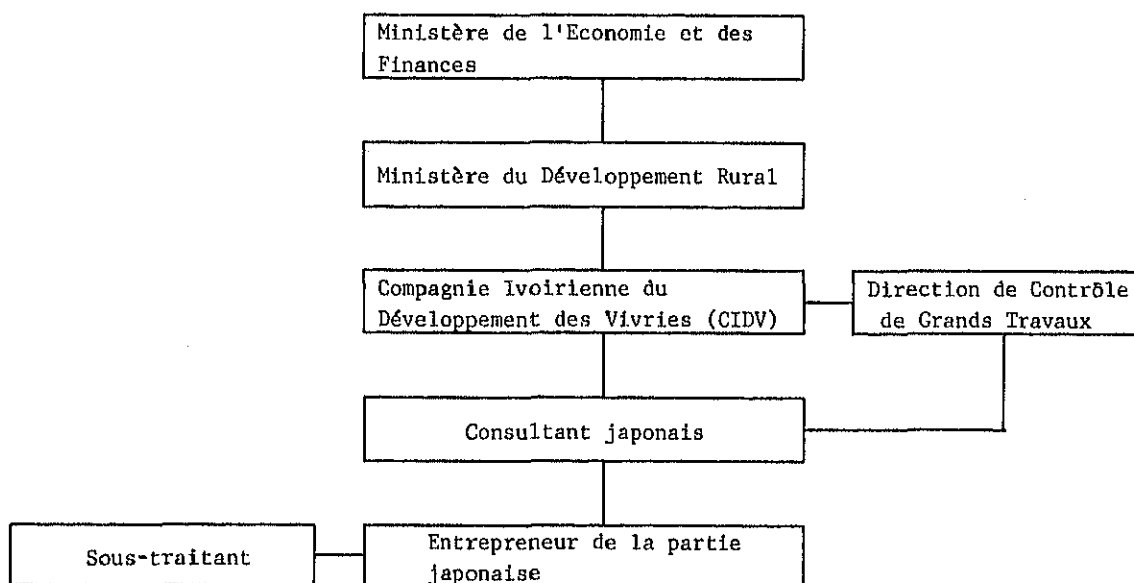 Ministère de l'Economie et des
Finances
Ministère du Développement Rural
Compagnie Ivoirienne du
Développement des Vivries (CIDV)
Direction de Contrôle
de Grands Travaux
Consultant japonais
Sous-traitant
Entrepreneur de la partie
japonaise